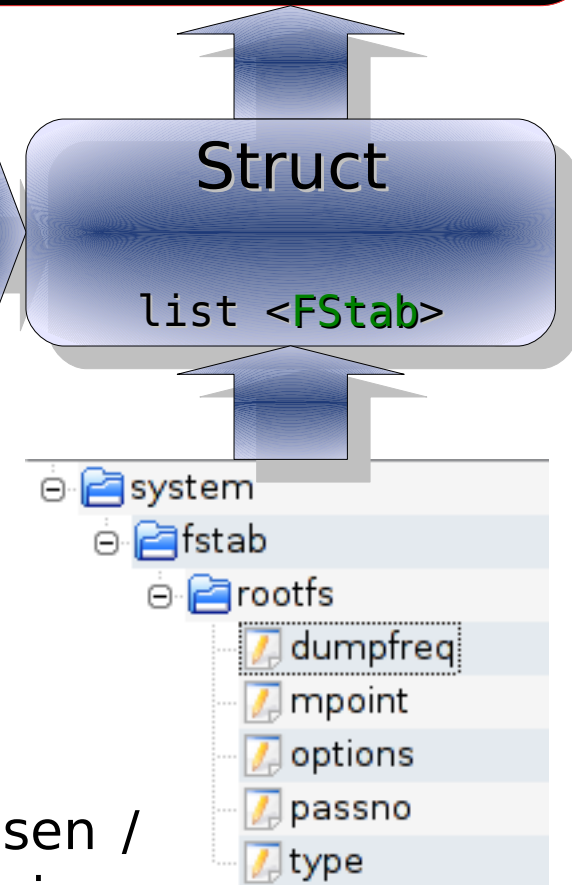 Struct
list <FStab>
system
fstab
rootfs
dumpfreq
mpoint
options
passno
sen /
type